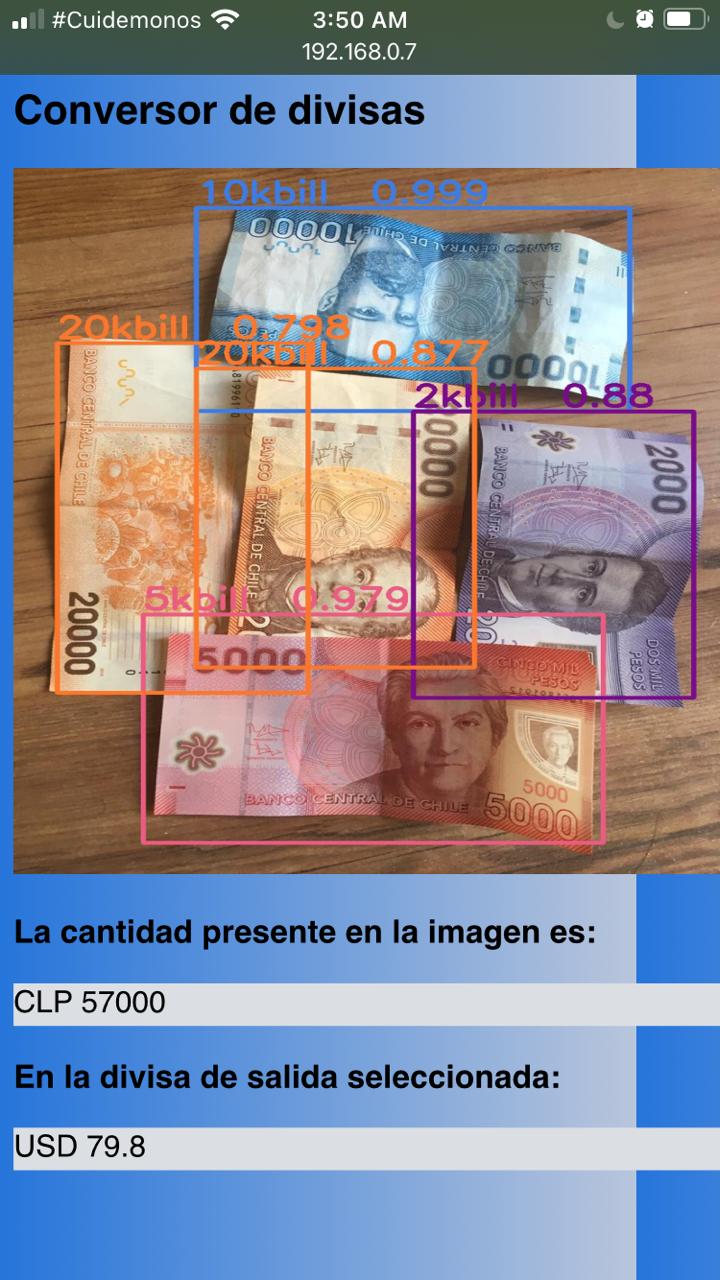 #Cuidemonos 3:50 AM
192.168.0.7
Conversor de divisas
10kbill 0.999
10000
BANCO CENTRAL DE CHILE
10000
20kbill 0.798
20kbill 0.877
2kbill 0.88
BANCO CENTRAL DE CHILE
20000
BANCO CENTRAL DE CHILE
2000
BANCO CENTRAL DE CHILE
DOS MIL
PESOS
5kbill 0.979
5000
CINCO MIL
PESOS
5000
BANCO CENTRAL DE CHILE
5000
La cantidad presente en la imagen es:
CLP 57000
En la divisa de salida seleccionada:
USD 79.8